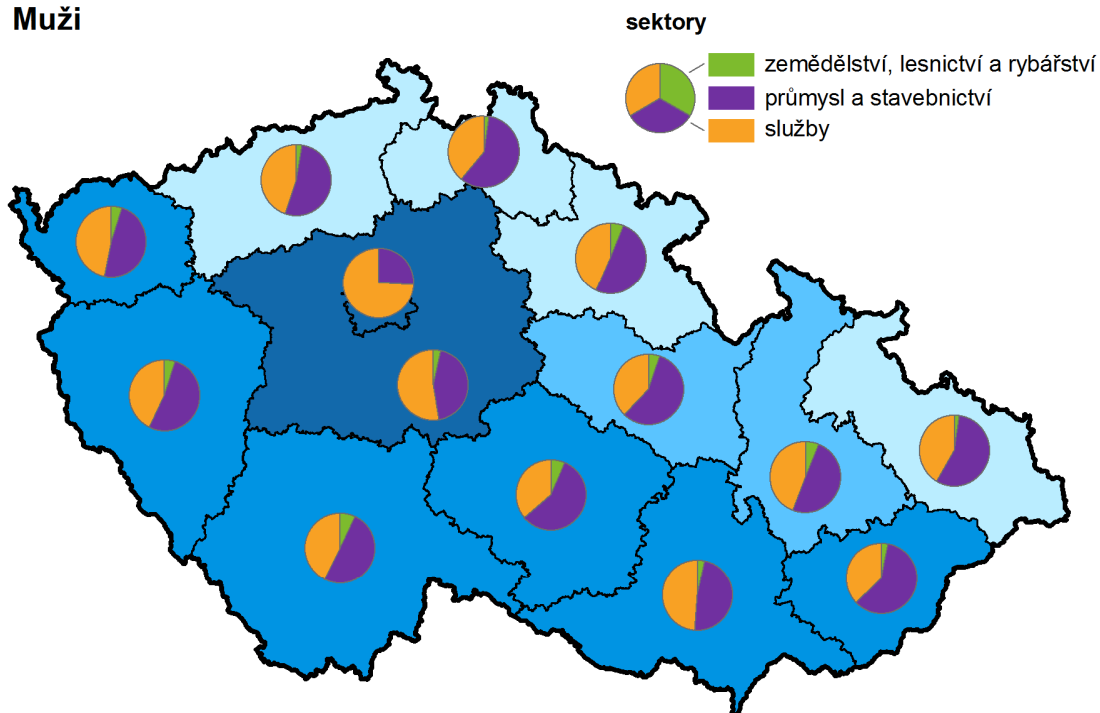 Muži
sektory
zemědělství, lesnictví a rybářství
průmysl a stavebnictví
služby